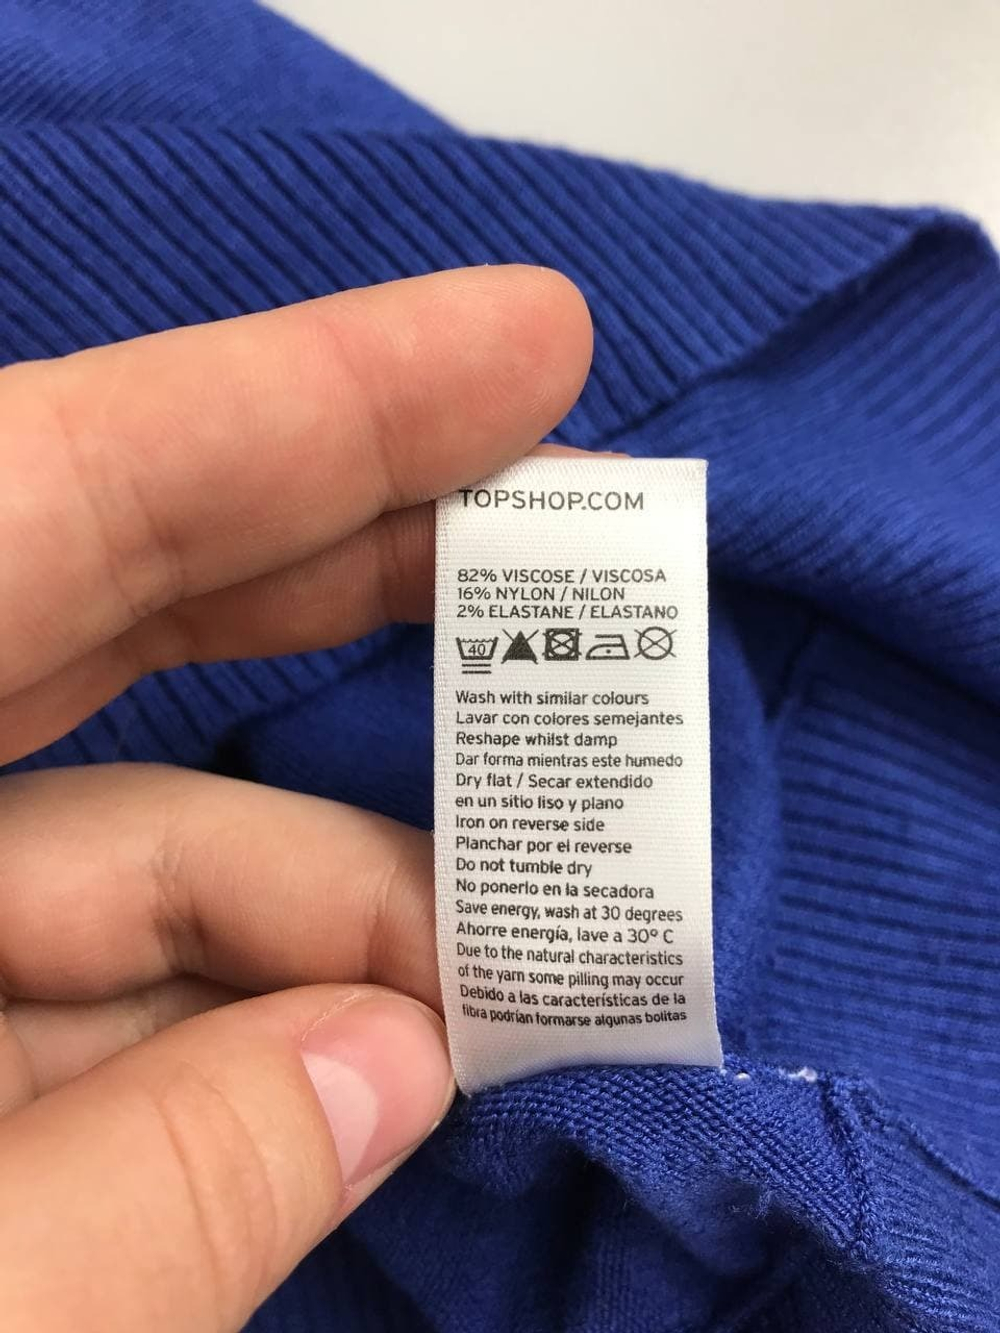 TOPSHOP.COM
82% VISCOSE / VISCOSA
16% NYLON / NILON
2% ELASTANE / ELASTANO
40
Wash with similar colours
Lavar con colores semejantes
Reshape whilst damp
Dar forma mientras este humedo
Dry flat / Secar extendido
en un sitio liso y plano
Iron on reverse side
Planchar por el reverse
Do not tumble dry
No ponerlo en la secadora
Save energy, wash at 30 degrees
Ahorre energía, lave a 30º C
Due to the natural characteristics
of the yarn some pilling may occur
Debido a las características de la
fibra podrían formarse algunas bolitas